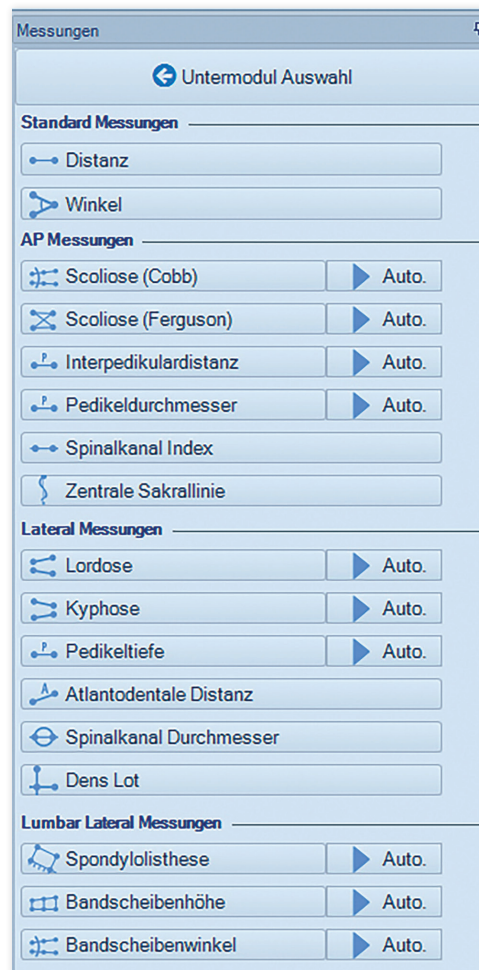 Messungen
Untermodul Auswahl
Standard Messungen
Distanz
Winkel
AP Messungen
Scoliose (Cobb) Auto.
Scoliose (Ferguson) Auto.
Interpedikulardistanz Auto.
Pedikeldurchmesser Auto.
Spinalkanal Index
Zentrale Sakrallinie
Lateral Messungen
Lordose Auto.
Kyphose Auto.
Pedikeltiefe Auto.
Atlantodentale Distanz
Spinalkanal Durchmesser
Dens Lot
Lumbar Lateral Messungen
Spondylolisthese Auto.
Bandscheibenhöhe Auto.
Bandscheibenwinkel Auto.